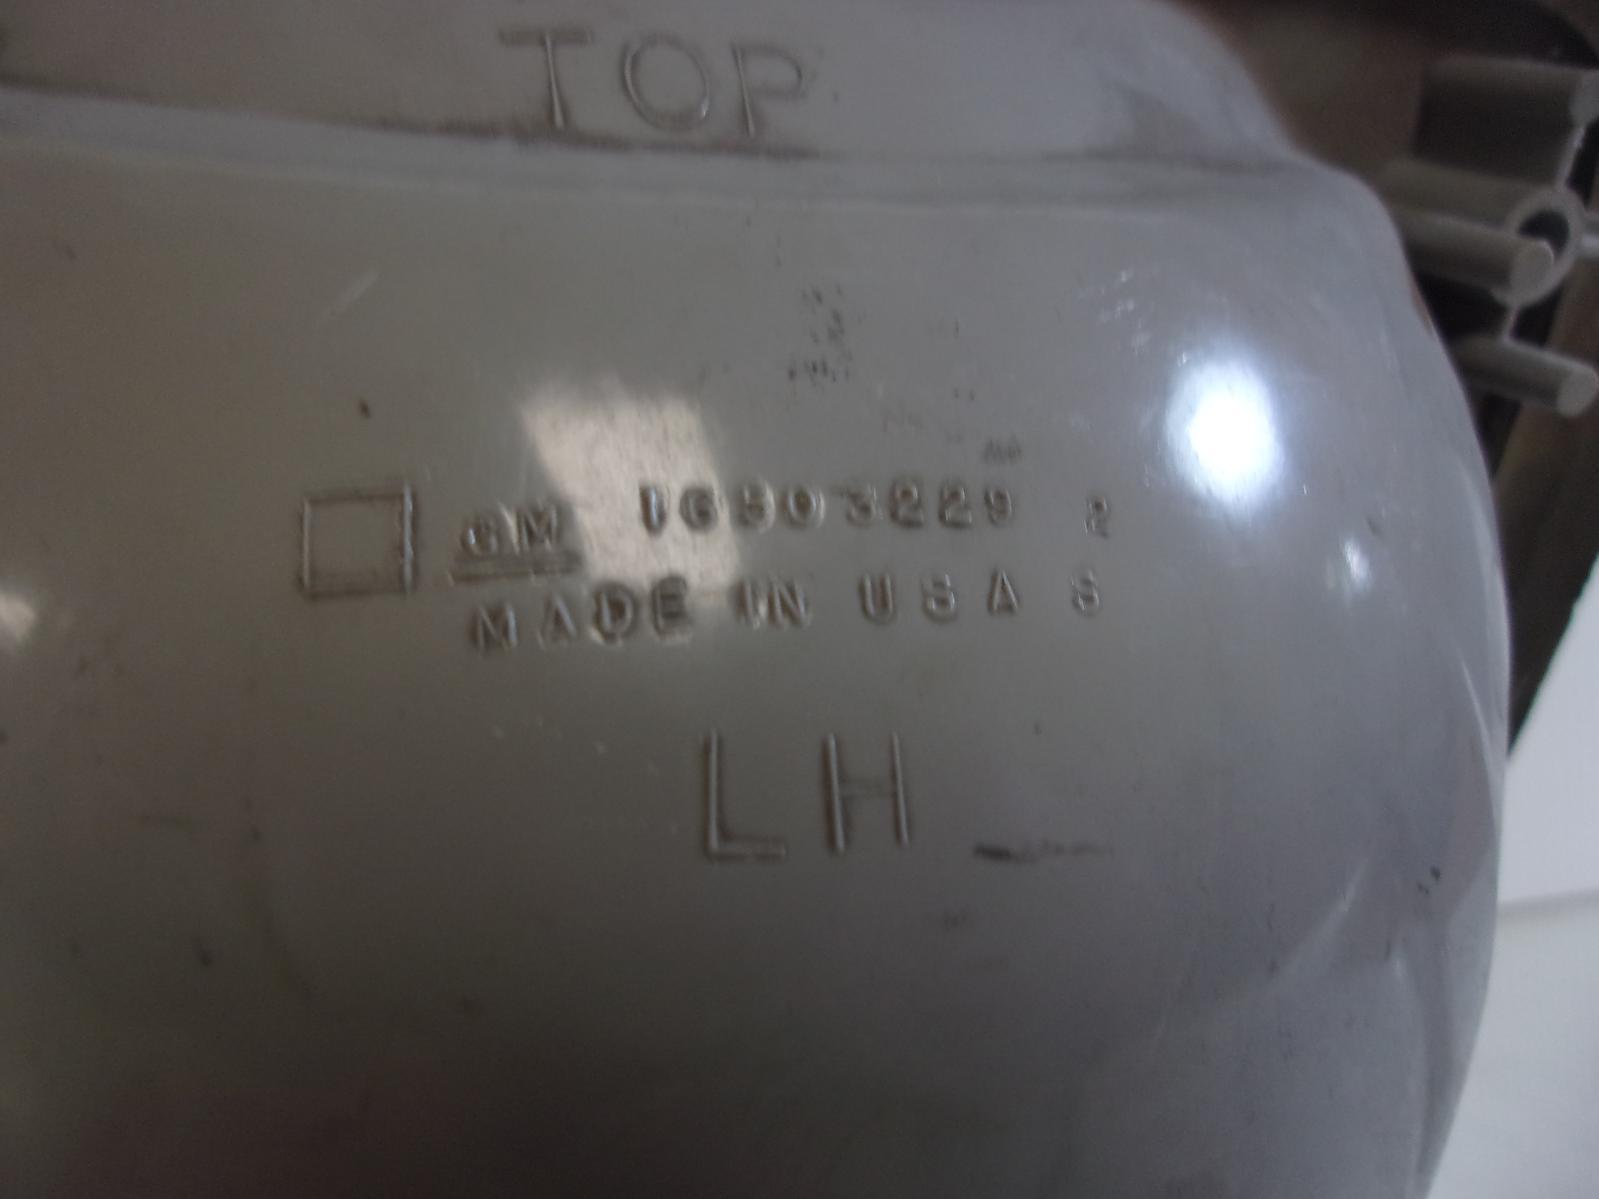 TOP
GM 16503229 2
MADE IN USA S
LH